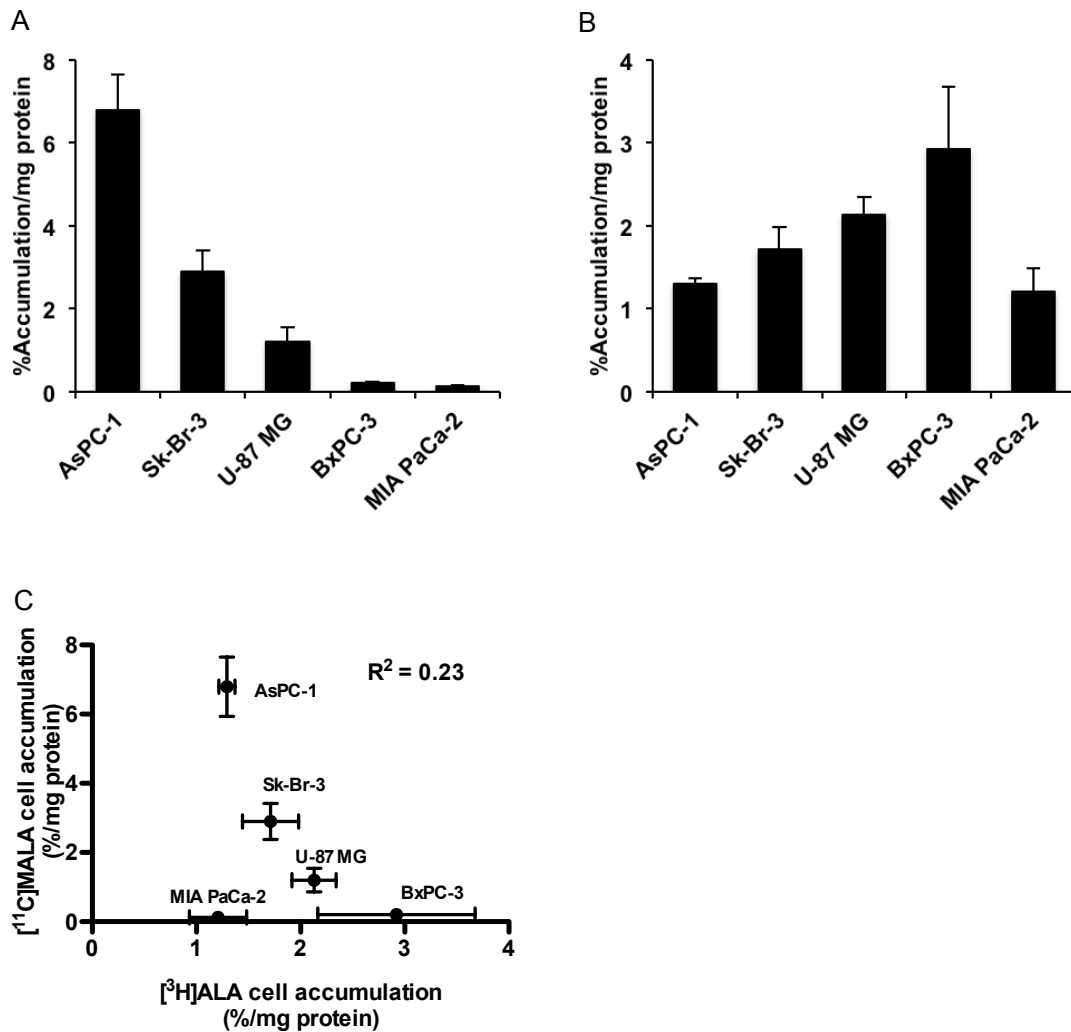 A
%Accumulation/mg protein
8
6
4
2
0
AsPC-1
Sk-Br-3
U-87 MG
BxPC-3
MIA PaCa-2
B
%Accumulation/mg protein
4
3
2
1
0
AsPC-1
Sk-Br-3
U-87 MG
BxPC-3
MIA PaCa-2
C
[¹¹C]MALA cell accumulation
(%/mg protein)
8
6
4
2
0
R² = 0.23
AsPC-1
Sk-Br-3
U-87 MG
MIA PaCa-2
BxPC-3
0 1 2 3 4
[³H]ALA cell accumulation
(%/mg protein)